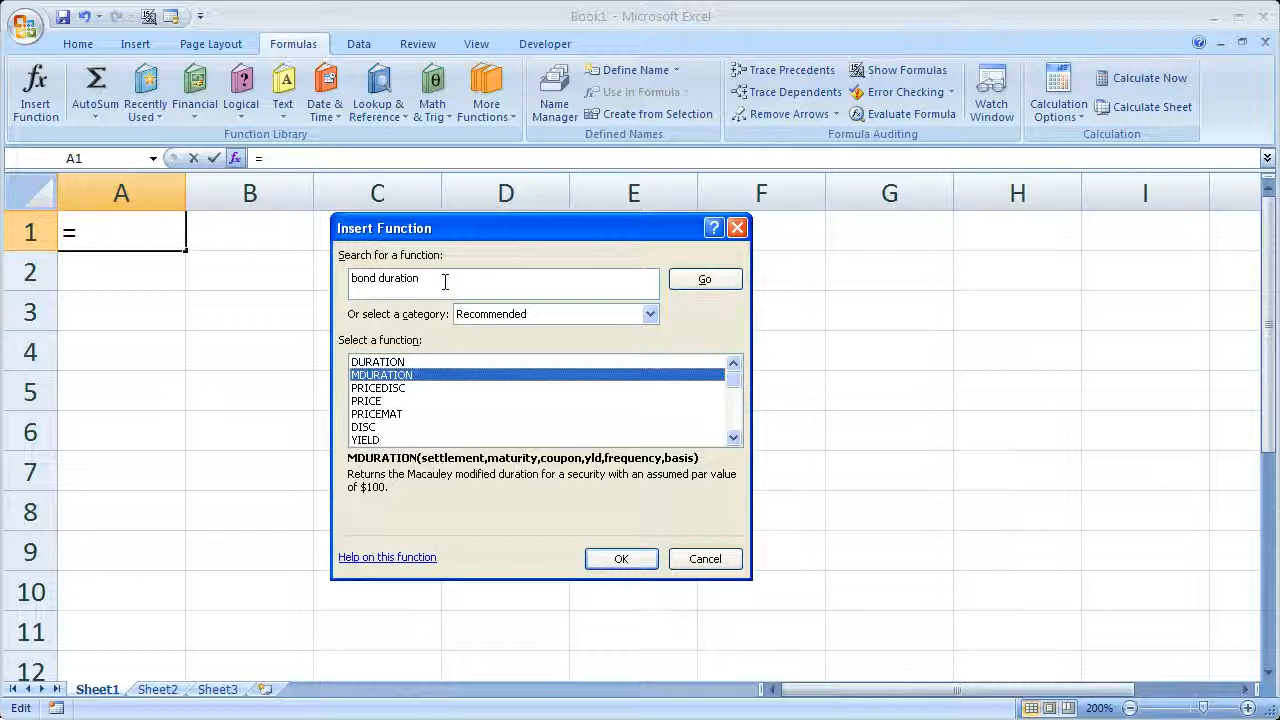 Book1 - Microsoft Excel
Home Insert Page Layout Formulas Data Review View Developer
Insert Function
AutoSum
Recently Used
Financial
Logical
Text
Date & Time
Lookup & Reference
Math & Trig
More Functions
Function Library
Name Manager
Define Name
Use in Formula
Create from Selection
Defined Names
Trace Precedents
Trace Dependents
Remove Arrows
Show Formulas
Error Checking
Evaluate Formula
Formula Auditing
Watch Window
Calculation Options
Calculate Now
Calculate Sheet
Calculation
A1 fx =
A B C D E F G H I
1 =
2
3
4
5
6
7
8
9
10
11
12
Insert Function
Search for a function:
bond duration
Go
Or select a category: Recommended
Select a function:
DURATION
MDURATION
PRICEDISC
PRICE
PRICEMAT
DISC
YIELD
MDURATION(settlement,maturity,coupon,yld,frequency,basis)
Returns the Macauley modified duration for a security with an assumed par value
of $100.
Help on this function
OK Cancel
Sheet1 Sheet2 Sheet3
Edit 200%